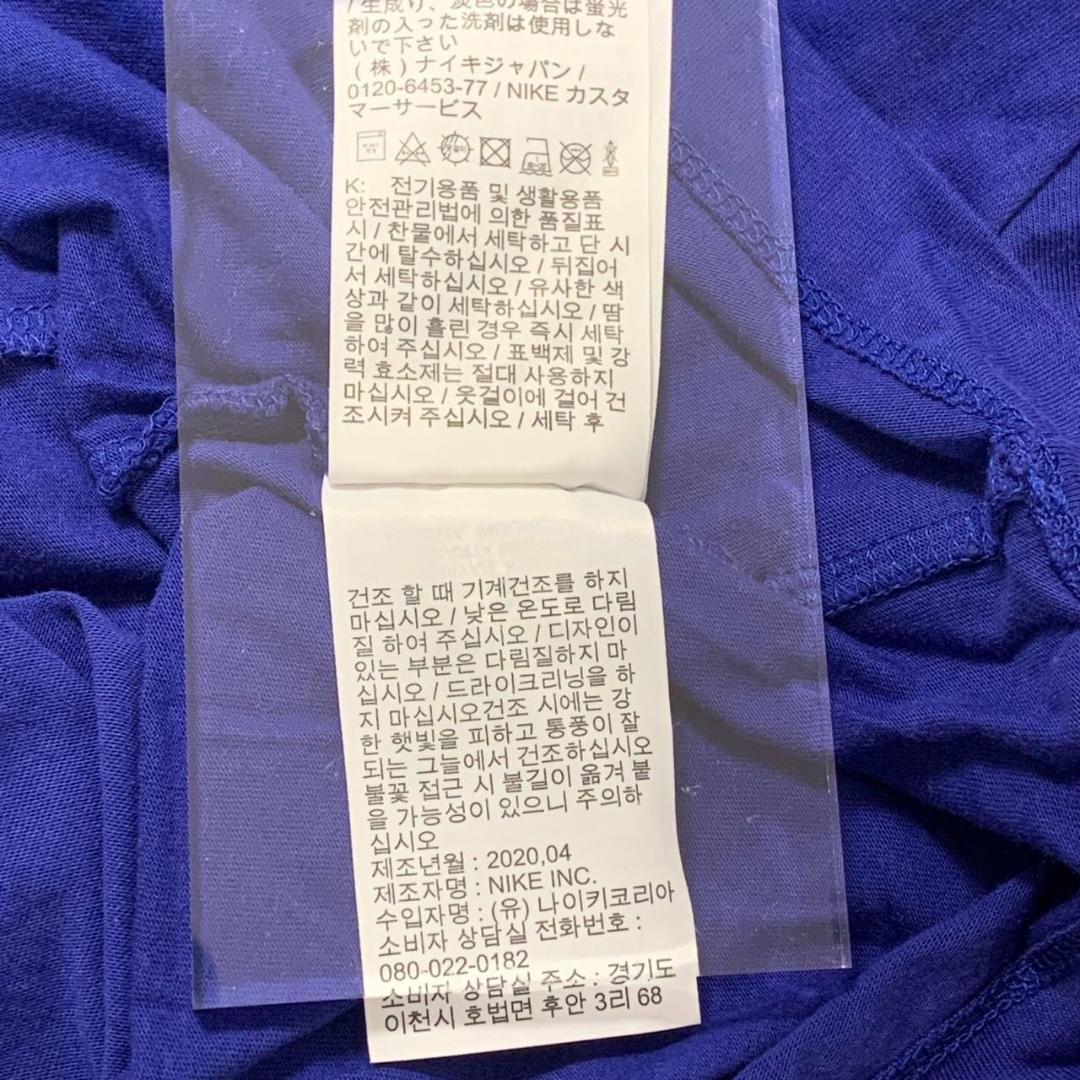 / 生成り、淡色の場合は蛍光
剤の入った洗剤は使用しな
いで下さい
(株)ナイキジャパン /
0120-6453-77 / NIKE カスタ
マーサービス
K: 전기용품 및 생활용품
안전관리법에 의한 품질표
시 / 찬물에서 세탁하고 단 시
간에 탈수하십시오 / 뒤집어
서 세탁하십시오 / 유사한 색
상과 같이 세탁하십시오 / 땀
을 많이 흘린 경우 즉시 세탁
하여 주십시오 / 표백제 및 강
력 효소제는 절대 사용하지
마십시오 / 옷걸이에 걸어 건
조시켜 주십시오 / 세탁 후
건조 할 때 기계건조를 하지
마십시오 / 낮은 온도로 다림
질 하여 주십시오 / 디자인이
있는 부분은 다림질하지 마
십시오 / 드라이크리닝을 하
지 마십시오건조 시에는 강
한 햇빛을 피하고 통풍이 잘
되는 그늘에서 건조하십시오
불꽃 접근 시 불길이 옮겨 붙
을 가능성이 있으니 주의하
십시오
제조년월 : 2020,04
제조자명 : NIKE INC.
수입자명 : (유) 나이키코리아
소비자 상담실 전화번호 :
080-022-0182
소비자 상담실 주소 : 경기도
이천시 호법면 후안 3리 68